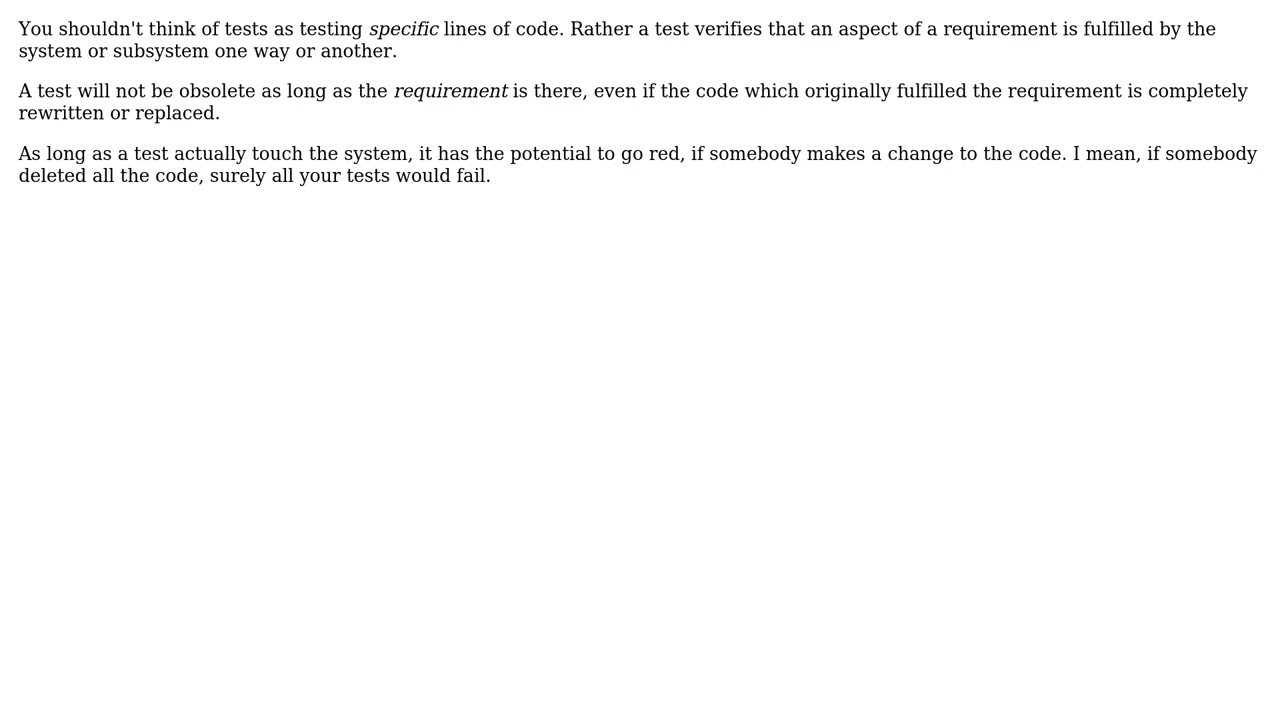 You shouldn't think of tests as testing specific lines of code. Rather a test verifies that an aspect of a requirement is fulfilled by the
system or subsystem one way or another.
A test will not be obsolete as long as the requirement is there, even if the code which originally fulfilled the requirement is completely
rewritten or replaced.
As long as a test actually touch the system, it has the potential to go red, if somebody makes a change to the code. I mean, if somebody
deleted all the code, surely all your tests would fail.